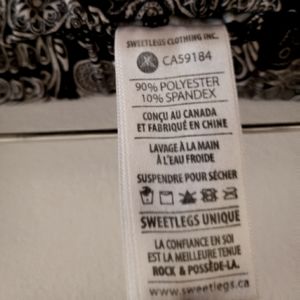 SWEETLEGS CLOTHING INC.
CA59184
90% POLYESTER
10% SPANDEX
CONÇU AU CANADA
ET FABRIQUÉ EN CHINE
LAVAGE À LA MAIN
À L'EAU FROIDE
SUSPENDRE POUR SÉCHER
SWEETLEGS UNIQUE
LA CONFIANCE EN SOI
EST LA MEILLEURE TENUE
ROCK & POSSÈDE-LA.
www.sweetlegs.ca